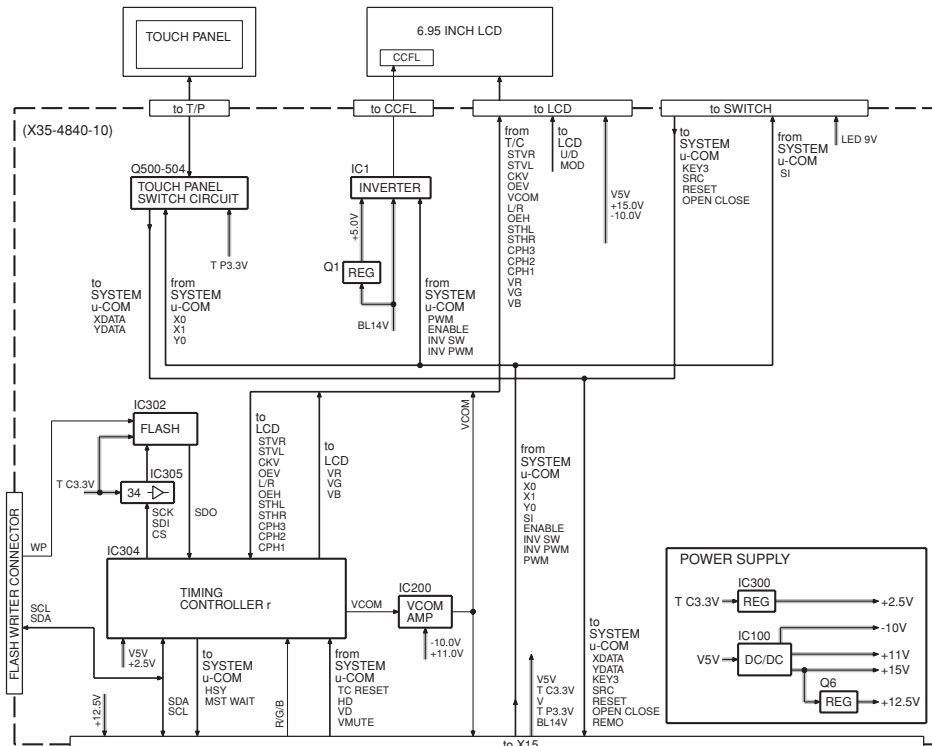 TOUCH PANEL
6.95 INCH LCD
CCFL
to T/P
to CCFL
to LCD
to SWITCH
(X35-4840-10)
Q500-504
TOUCH PANEL
SWITCH CIRCUIT
T P3.3V
to
SYSTEM
u-COM
XDATA
YDATA
from
SYSTEM
u-COM
X0
X1
Y0
IC1
INVERTER
+5.0V
Q1
REG
BL14V
from
SYSTEM
u-COM
PWM
ENABLE
INV SW
INV PWM
from
T/C
STVR
STVL
CKV
OEV
VCOM
L/R
OEH
STHL
STHR
CPH3
CPH2
CPH1
VR
VG
VB
to
LCD
U/D
MOD
V5V
+15.0V
-10.0V
to
SYSTEM
u-COM
KEY3
SRC
RESET
OPEN CLOSE
from
SYSTEM
u-COM
SI
LED 9V
IC302
FLASH
IC305
34
T C3.3V
SCK
SDI
CS
SDO
WP
to
LCD
STVR
STVL
CKV
OEV
L/R
OEH
STHL
STHR
CPH3
CPH2
CPH1
to
LCD
VR
VG
VB
VCOM
from
SYSTEM
u-COM
X0
X1
Y0
SI
ENABLE
INV SW
INV PWM
PWM
IC304
TIMING
CONTROLLER r
VCOM
IC200
VCOM
AMP
-10.0V
+11.0V
FLASH WRITER CONNECTOR
SCL
SDA
+12.5V
V5V
+2.5V
SDA
SCL
to
SYSTEM
u-COM
HSY
MST WAIT
R/G/B
from
SYSTEM
u-COM
TC RESET
HD
VD
VMUTE
V5V
T C3.3V
V
T P3.3V
BL14V
to
SYSTEM
u-COM
XDATA
YDATA
KEY3
SRC
RESET
OPEN CLOSE
REMO
POWER SUPPLY
IC300
T C3.3V
REG
+2.5V
IC100
V5V
DC/DC
-10V
+11V
+15V
Q6
REG
+12.5V
to X15